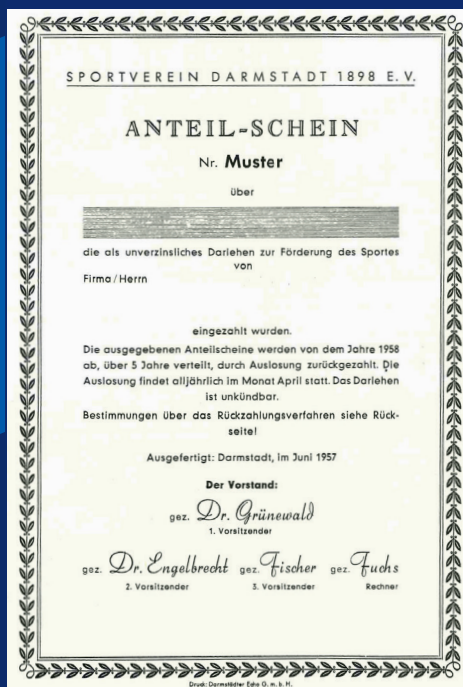 SPORTVEREIN DARMSTADT 1898 E.V.
ANTEIL-SCHEIN
Nr. Muster
über
die als unverzinsliches Darlehen zur Förderung des Sportes
von
Firma/Herrn
eingezahlt wurden.
Die ausgegebenen Anteilscheine werden von dem Jahre 1958
ab, über 5 Jahre verteilt, durch Auslosung zurückgezahlt. Die
Auslosung findet alljährlich im Monat April statt. Das Darlehen
ist unkündbar.
Bestimmungen über das Rückzahlungsverfahren siehe Rück-
seite!
Ausgefertigt: Darmstadt, im Juni 1957
Der Vorstand:
gez. Dr. Grünewald
1. Vorsitzender
gez. Dr. Engelbrecht gez. Fischer gez. Fuchs
2. Vorsitzender 3. Vorsitzender Rechner
Druck: Darmstädter Echo G. m. b. H.